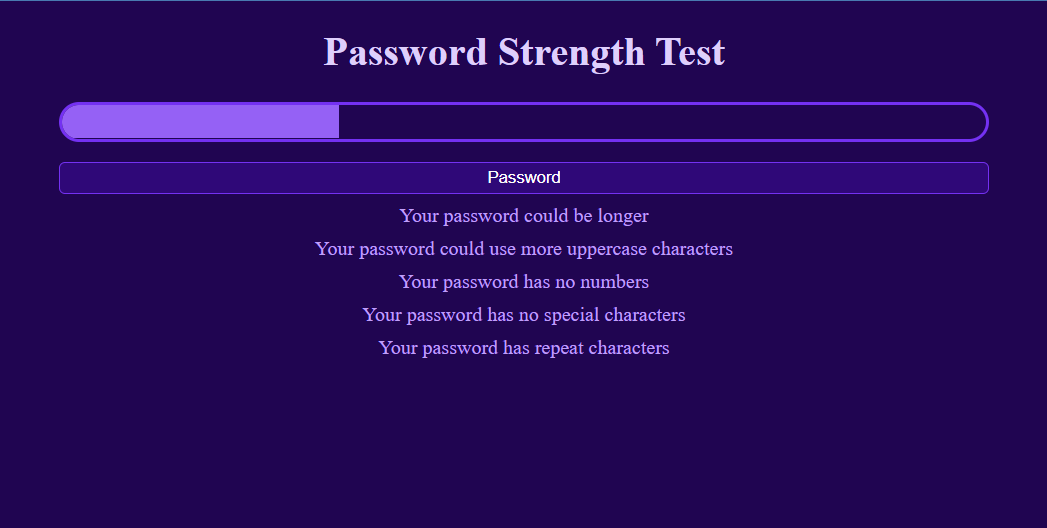 Password Strength Test
Password
Your password could be longer
Your password could use more uppercase characters
Your password has no numbers
Your password has no special characters
Your password has repeat characters